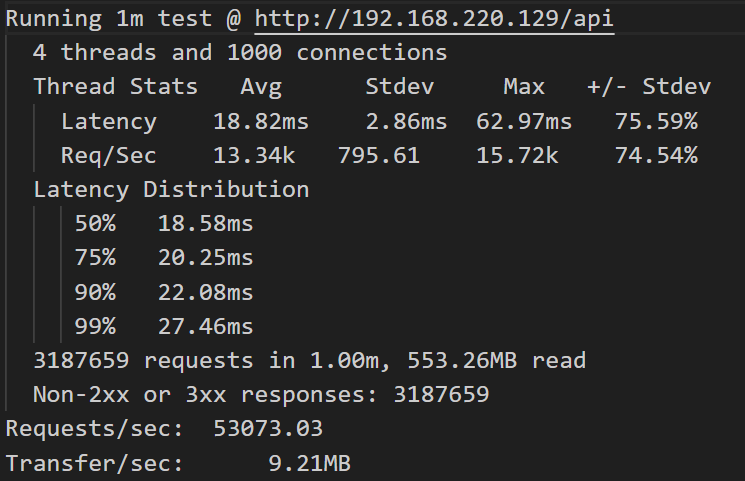 Running 1m test @ http://192.168.220.129/api
4 threads and 1000 connections
Thread Stats   Avg      Stdev     Max   +/- Stdev
Latency    18.82ms    2.86ms  62.97ms   75.59%
Req/Sec    13.34k   795.61    15.72k    74.54%
Latency Distribution
50%   18.58ms
75%   20.25ms
90%   22.08ms
99%   27.46ms
3187659 requests in 1.00m, 553.26MB read
Non-2xx or 3xx responses: 3187659
Requests/sec:  53073.03
Transfer/sec:      9.21MB